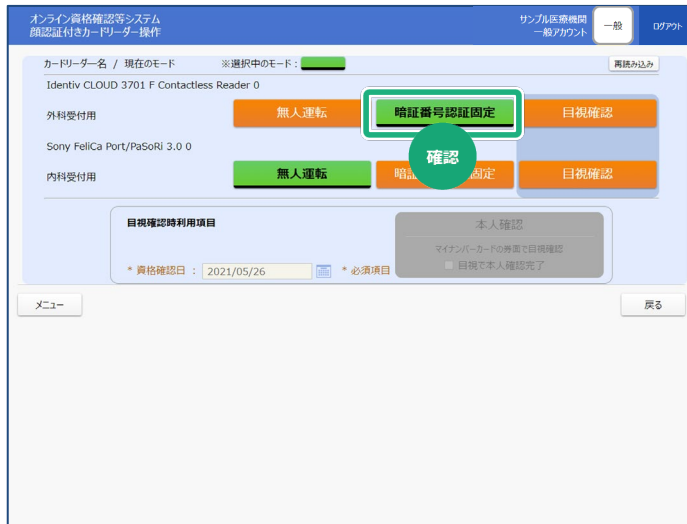 オンライン資格確認等システム
顔認証付きカードリーダー操作
サンプル医療機関
一般アカウント
一般
ログアウト
カードリーダー名 / 現在のモード ※選択中のモード：
再読み込み
Identiv CLOUD 3701 F Contactless Reader 0
外科受付用 無人運転 暗証番号認証固定 目視確認
確認
Sony FeliCa Port/PaSoRi 3.0 0
内科受付用 無人運転 暗証 固定 目視確認
目視確認時利用項目
本人確認
マイナンバーカードの券面で目視確認
目視で本人確認完了
* 資格確認日 ： 2021/05/26 * 必須項目
メニュー 戻る